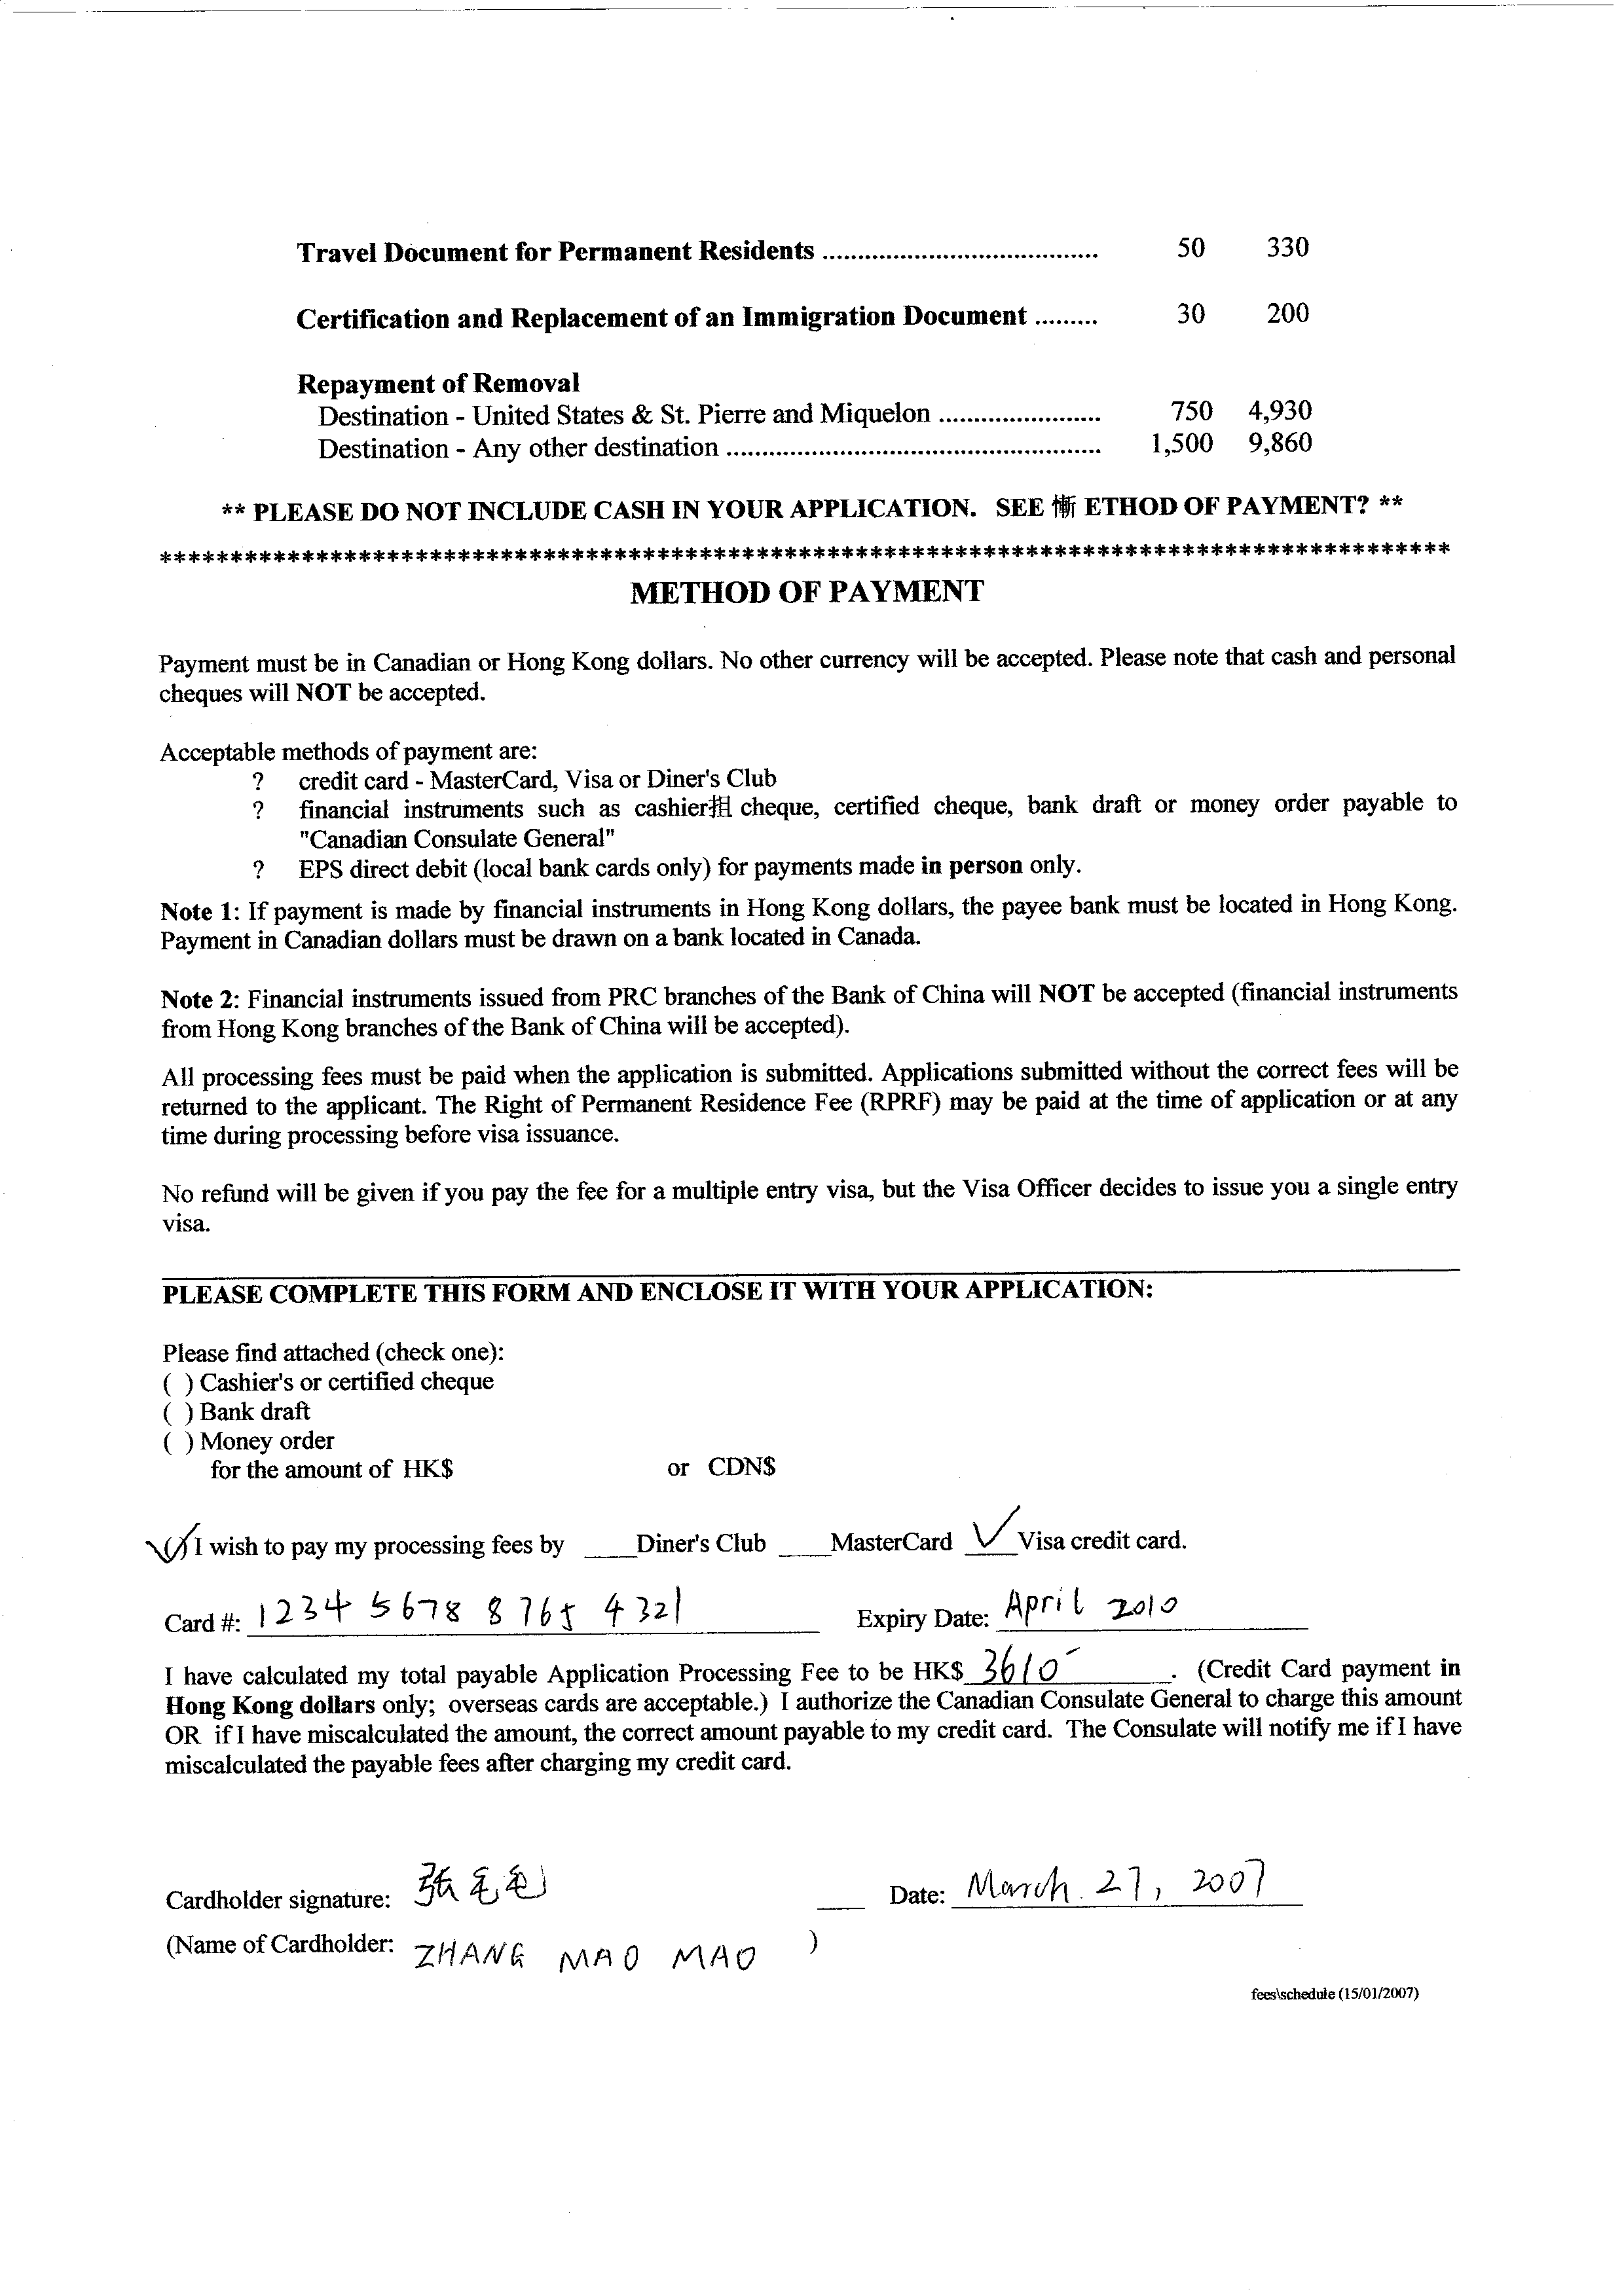 Travel Document for Permanent Residents ....................................... 50 330
Certification and Replacement of an Immigration Document ......... 30 200
Repayment of Removal
Destination - United States & St. Pierre and Miquelon ....................... 750 4,930
Destination - Any other destination ..................................................... 1,500 9,860
** PLEASE DO NOT INCLUDE CASH IN YOUR APPLICATION. SEE 慚 ETHOD OF PAYMENT? **
*******************************************************************************************
METHOD OF PAYMENT
Payment must be in Canadian or Hong Kong dollars. No other currency will be accepted. Please note that cash and personal
cheques will NOT be accepted.
Acceptable methods of payment are:
? credit card - MasterCard, Visa or Diner's Club
? financial instruments such as cashier抯 cheque, certified cheque, bank draft or money order payable to
"Canadian Consulate General"
? EPS direct debit (local bank cards only) for payments made in person only.
Note 1: If payment is made by financial instruments in Hong Kong dollars, the payee bank must be located in Hong Kong.
Payment in Canadian dollars must be drawn on a bank located in Canada.
Note 2: Financial instruments issued from PRC branches of the Bank of China will NOT be accepted (financial instruments
from Hong Kong branches of the Bank of China will be accepted).
All processing fees must be paid when the application is submitted. Applications submitted without the correct fees will be
returned to the applicant. The Right of Permanent Residence Fee (RPRF) may be paid at the time of application or at any
time during processing before visa issuance.
No refund will be given if you pay the fee for a multiple entry visa, but the Visa Officer decides to issue you a single entry
visa.
PLEASE COMPLETE THIS FORM AND ENCLOSE IT WITH YOUR APPLICATION:
Please find attached (check one):
( ) Cashier's or certified cheque
( ) Bank draft
( ) Money order
for the amount of HK$ or CDN$
(✓) I wish to pay my processing fees by ____Diner's Club ____MasterCard ✓ Visa credit card.
Card #: 1234 5678 8765 4321 Expiry Date: April 2010
I have calculated my total payable Application Processing Fee to be HK$ 3610- . (Credit Card payment in
Hong Kong dollars only; overseas cards are acceptable.) I authorize the Canadian Consulate General to charge this amount
OR if I have miscalculated the amount, the correct amount payable to my credit card. The Consulate will notify me if I have
miscalculated the payable fees after charging my credit card.
Cardholder signature: 張毛毛 Date: March 27, 2007
(Name of Cardholder: ZHANG MAO MAO )
fees\schedule (15/01/2007)